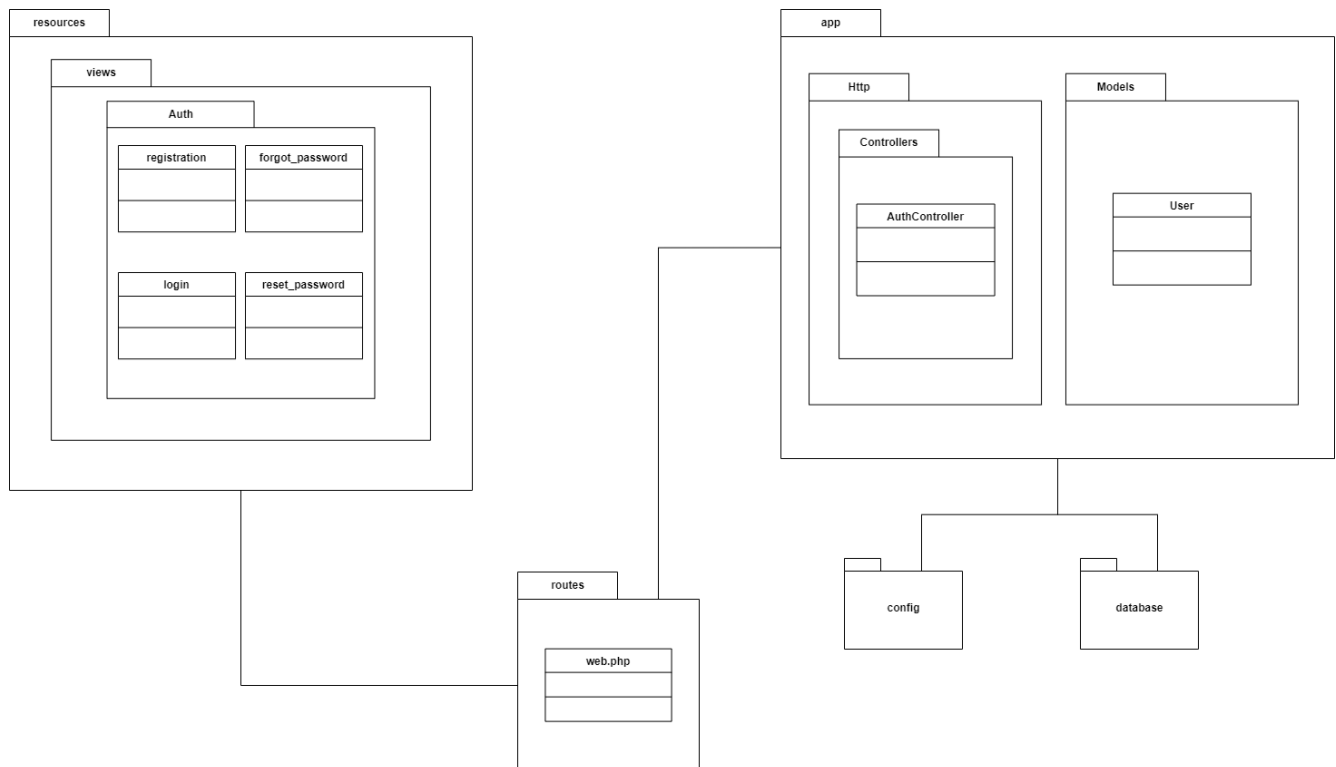 resources
views
Auth
registration
forgot_password
login
reset_password
app
Http
Controllers
AuthController
Models
User
routes
web.php
config
database